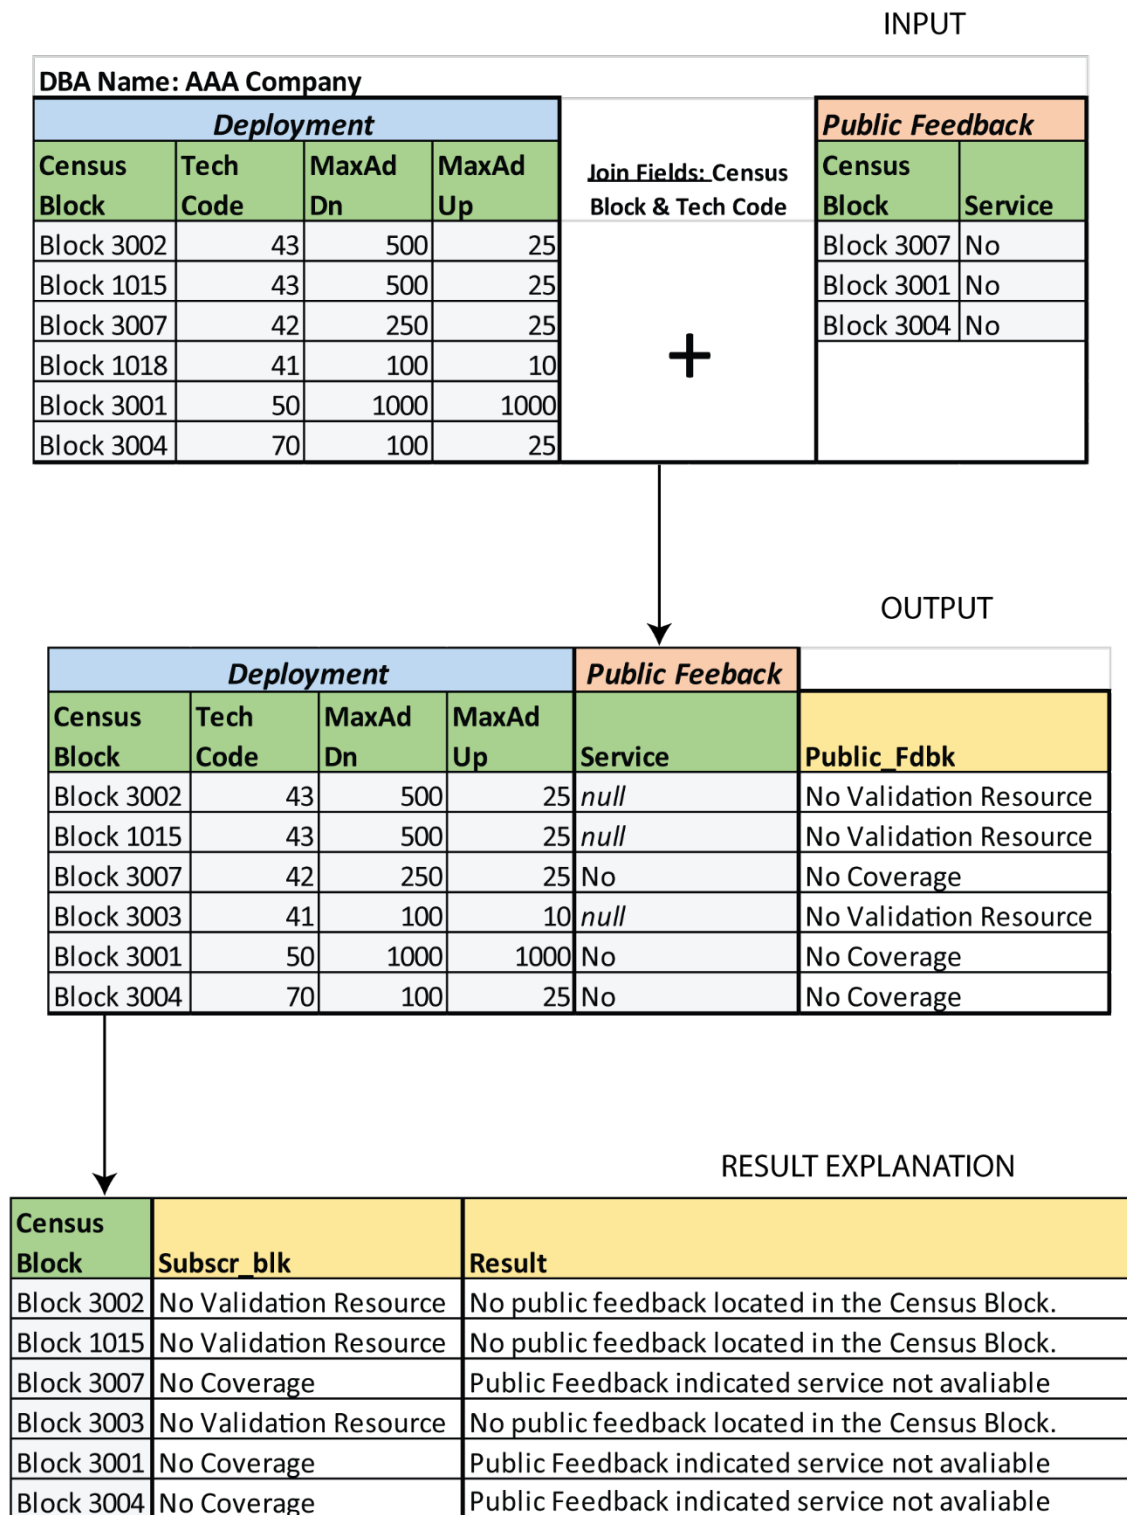 INPUT
DBA Name: AAA Company
Deployment Public Feedback
Census Tech MaxAd MaxAd Join Fields: Census Census
Block Code Dn Up Block & Tech Code Block Service
Block 3002 43 500 25 Block 3007 No
Block 1015 43 500 25 Block 3001 No
Block 3007 42 250 25 + Block 3004 No
Block 1018 41 100 10
Block 3001 50 1000 1000
Block 3004 70 100 25
OUTPUT
Deployment Public Feeback
Census Tech MaxAd MaxAd
Block Code Dn Up Service Public_Fdbk
Block 3002 43 500 25 null No Validation Resource
Block 1015 43 500 25 null No Validation Resource
Block 3007 42 250 25 No No Coverage
Block 3003 41 100 10 null No Validation Resource
Block 3001 50 1000 1000 No No Coverage
Block 3004 70 100 25 No No Coverage
RESULT EXPLANATION
Census
Block Subscr_blk Result
Block 3002 No Validation Resource No public feedback located in the Census Block.
Block 1015 No Validation Resource No public feedback located in the Census Block.
Block 3007 No Coverage Public Feedback indicated service not avaliable
Block 3003 No Validation Resource No public feedback located in the Census Block.
Block 3001 No Coverage Public Feedback indicated service not avaliable
Block 3004 No Coverage Public Feedback indicated service not avaliable